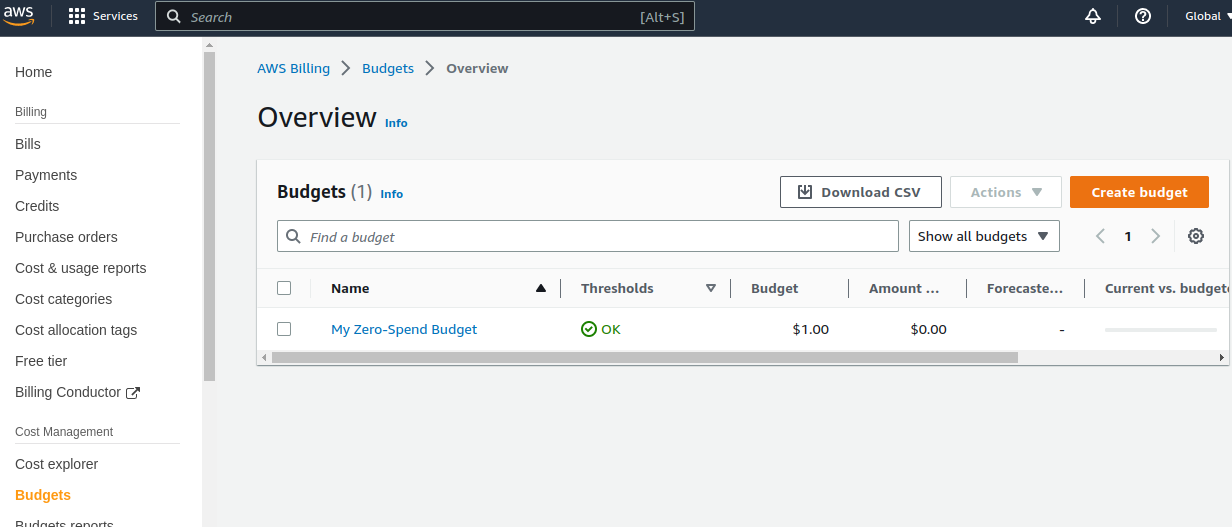 aws Services Search [Alt+S] Global
Home
Billing
Bills
Payments
Credits
Purchase orders
Cost & usage reports
Cost categories
Cost allocation tags
Free tier
Billing Conductor
Cost Management
Cost explorer
Budgets
Budgets reports
AWS Billing Budgets Overview
Overview Info
Budgets (1) Info Download CSV Actions Create budget
Find a budget Show all budgets 1
Name Thresholds Budget Amount ... Forecaste... Current vs. budgete
My Zero-Spend Budget OK $1.00 $0.00 -